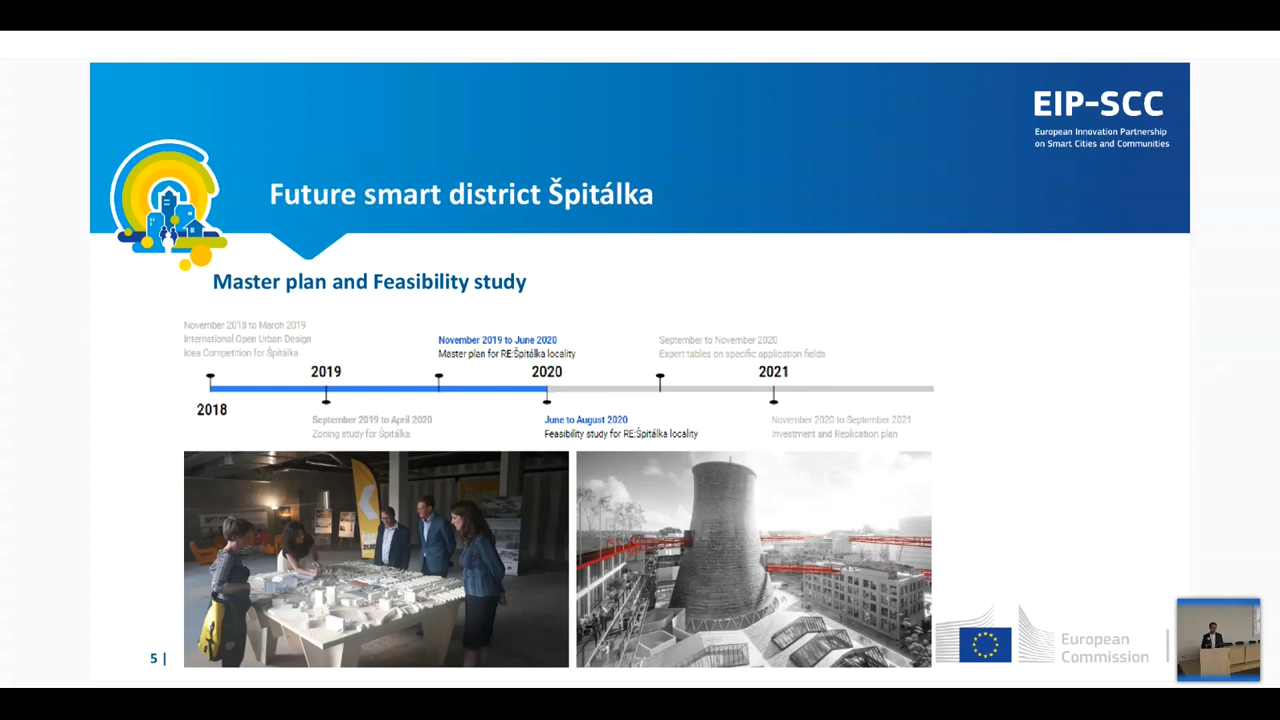 EIP-SCC
European Innovation Partnership
on Smart Cities and Communities
Future smart district Špitálka
Master plan and Feasibility study
November 2018 to March 2019
International Open Urban Design
Idea Competition for Špitálka
November 2019 to June 2020
Master plan for RE:Špitálka locality
September to November 2020
Expert tables on specific application fields
2019
2020
2021
2018
September 2019 to April 2020
Zoning study for Špitálka
June to August 2020
Feasibility study for RE:Špitálka locality
November 2020 to September 2021
Investment and Replication plan
5 |
European
Commission